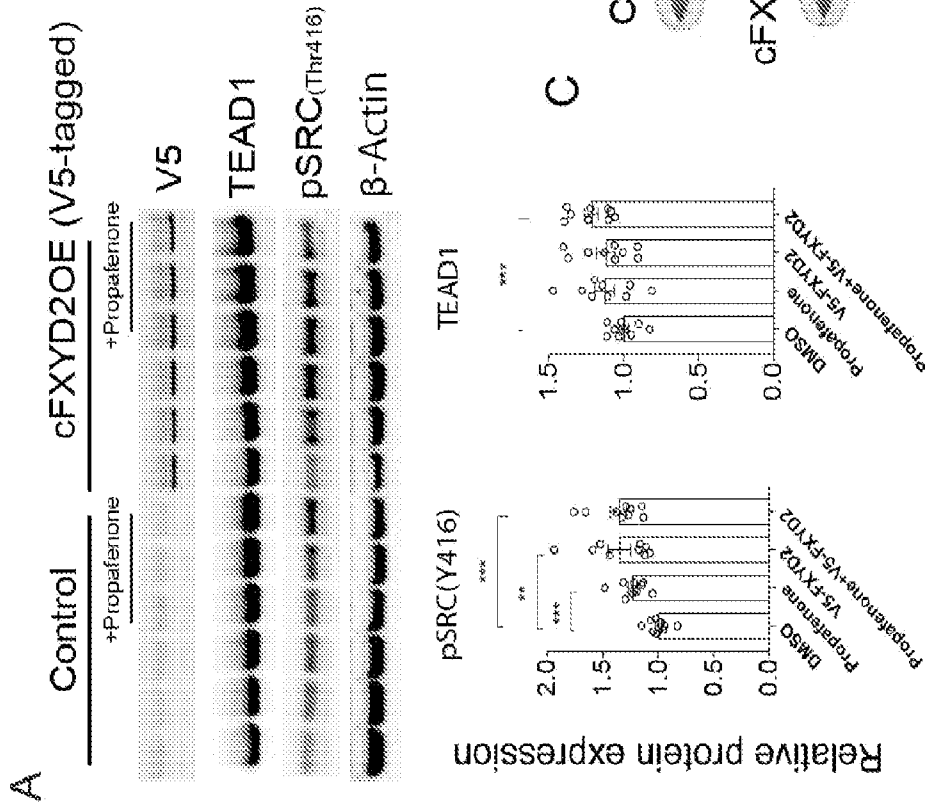 A
Control
cFXYD2OE (V5-tagged)
+Propafenone
+Propafenone
V5
TEAD1
pSRC(Thr416)
β-Actin
Relative protein expression
pSRC(Y416)
***
**
***
2.0
1.5
1.0
0.5
0.0
DMSO
Propafenone
V5-FXYD2
Propafenone+V5-FXYD2
TEAD1
***
1.5
1.0
0.5
0.0
DMSO
Propafenone
V5-FXYD2
Propafenone+V5-FXYD2
C
C
cFX